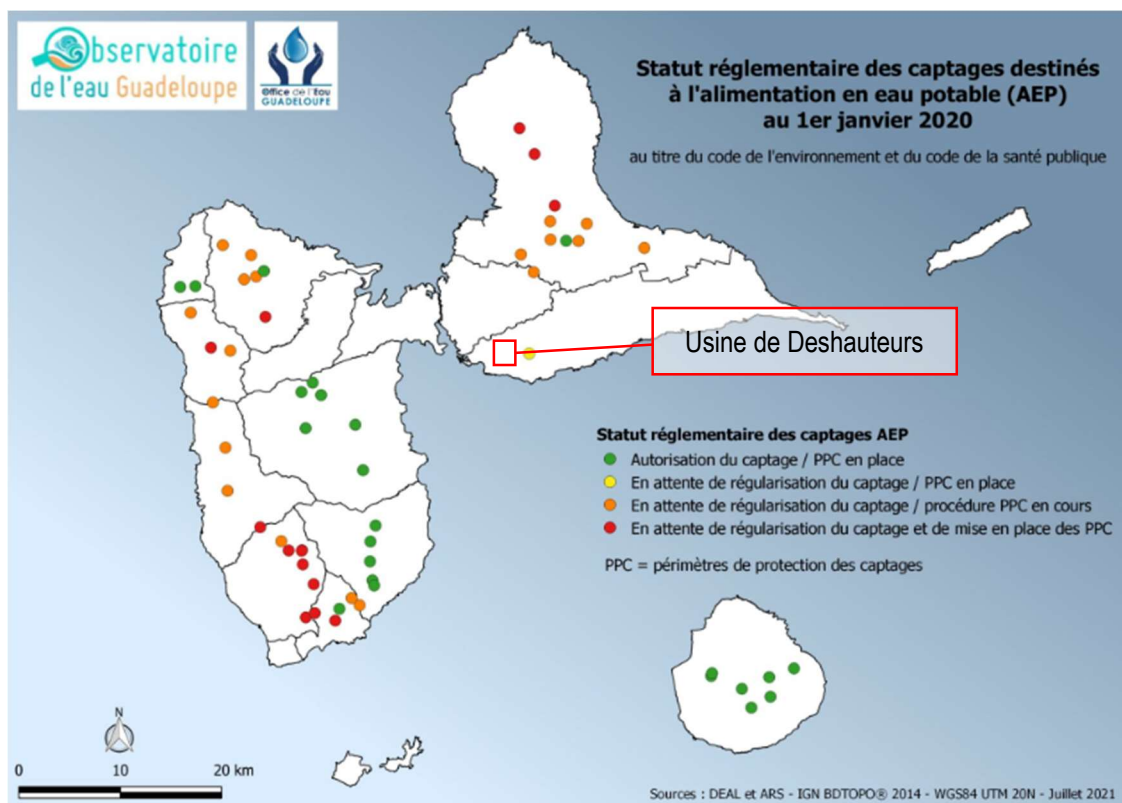 Observatoire
de l'eau Guadeloupe
Office de l'Eau
GUADELOUPE
Statut réglementaire des captages destinés
à l'alimentation en eau potable (AEP)
au 1er janvier 2020
au titre du code de l'environnement et du code de la santé publique
Usine de Deshauteurs
Statut réglementaire des captages AEP
Autorisation du captage / PPC en place
En attente de régularisation du captage / PPC en place
En attente de régularisation du captage / procédure PPC en cours
En attente de régularisation du captage et de mise en place des PPC
PPC = périmètres de protection des captages
N
0 10 20 km
Sources : DEAL et ARS - IGN BDTOPO® 2014 - WGS84 UTM 20N - Juillet 2021